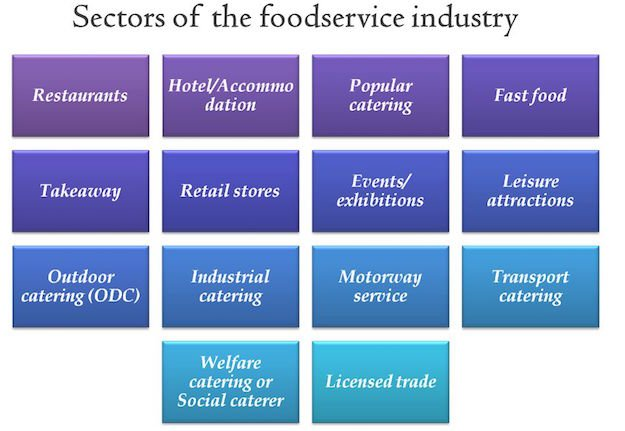 Sectors of the foodservice industry
Restaurants
Hotel/Accommo
dation
Popular
catering
Fast food
Takeaway
Retail stores
Events/
exhibitions
Leisure
attractions
Outdoor
catering (ODC)
Industrial
catering
Motorway
service
Transport
catering
Welfare
catering or
Social caterer
Licensed trade